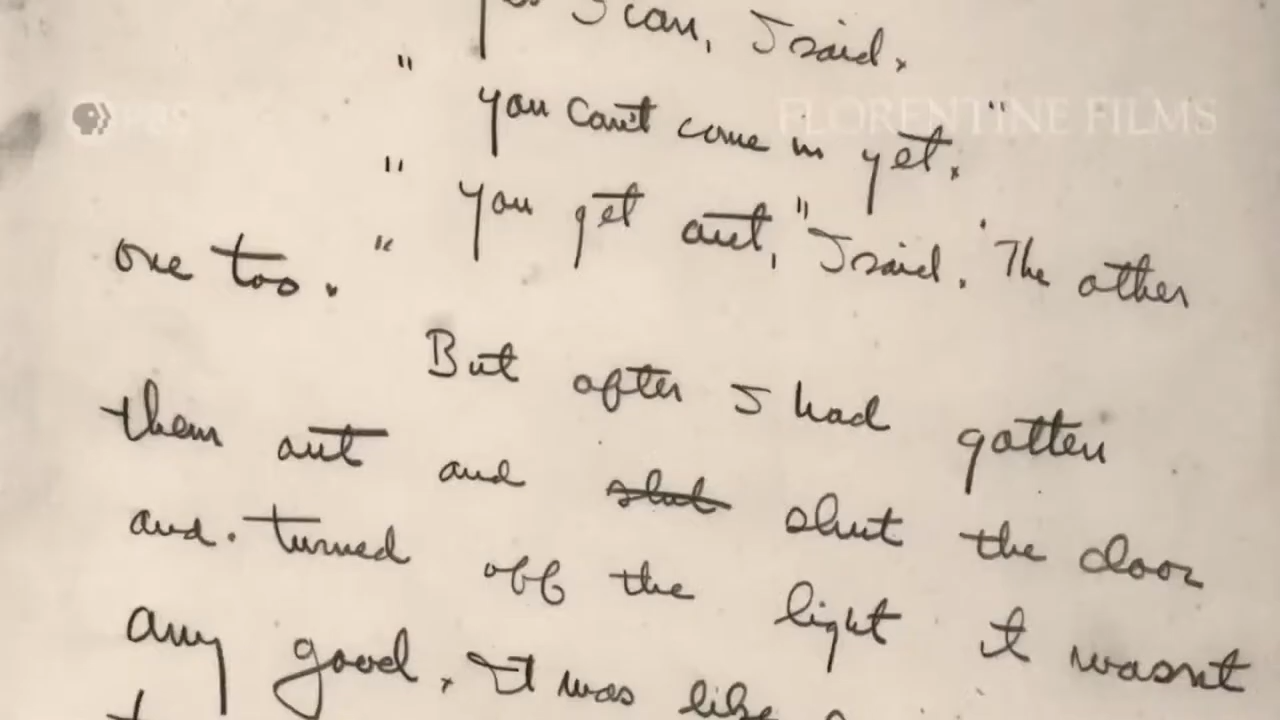 I can, I said.
" you can't come in yet. "
" you get out," I said. "The other
one too. "
But after I had gotten
them out and shut shut the door
and. turned off the light it wasn't
any good. It was like
PBS
FLORENTINE FILMS